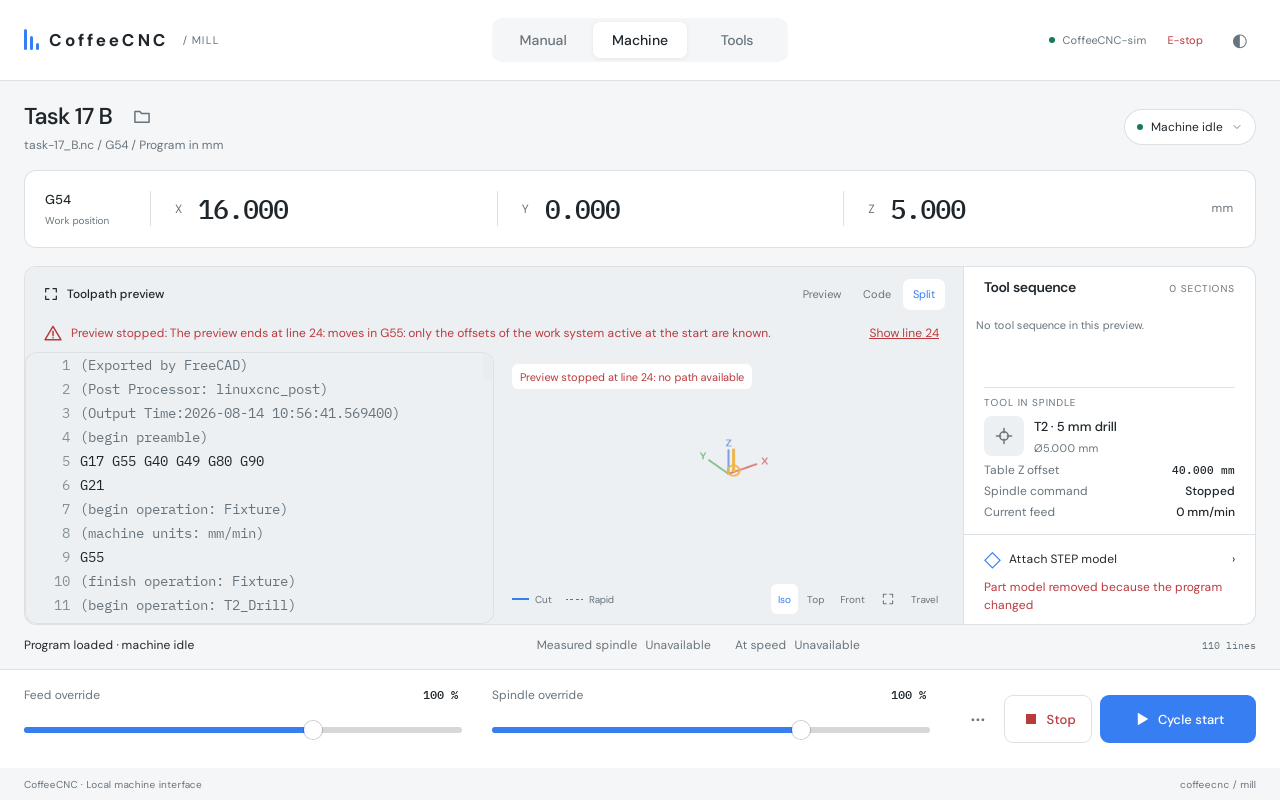 CoffeeCNC / MILL
Manual Machine Tools
CoffeeCNC-sim E-stop
Task 17 B
task-17_B.nc / G54 / Program in mm
Machine idle
G54
Work position
X 16.000 Y 0.000 Z 5.000 mm
Toolpath preview
Preview Code Split
Preview stopped: The preview ends at line 24: moves in G55: only the offsets of the work system active at the start are known.
Show line 24
1 (Exported by FreeCAD)
2 (Post Processor: linuxcnc_post)
3 (Output Time:2026-08-14 10:56:41.569400)
4 (begin preamble)
5 G17 G55 G40 G49 G80 G90
6 G21
7 (begin operation: Fixture)
8 (machine units: mm/min)
9 G55
10 (finish operation: Fixture)
11 (begin operation: T2_Drill)
Preview stopped at line 24: no path available
Z
Y X
Cut Rapid
Iso Top Front Travel
Tool sequence 0 SECTIONS
No tool sequence in this preview.
TOOL IN SPINDLE
T2 · 5 mm drill
Ø5.000 mm
Table Z offset 40.000 mm
Spindle command Stopped
Current feed 0 mm/min
Attach STEP model ›
Part model removed because the program
changed
Program loaded · machine idle
Measured spindle Unavailable At speed Unavailable
110 lines
Feed override 100 %
Spindle override 100 %
Stop
Cycle start
CoffeeCNC · Local machine interface
coffeecnc / mill